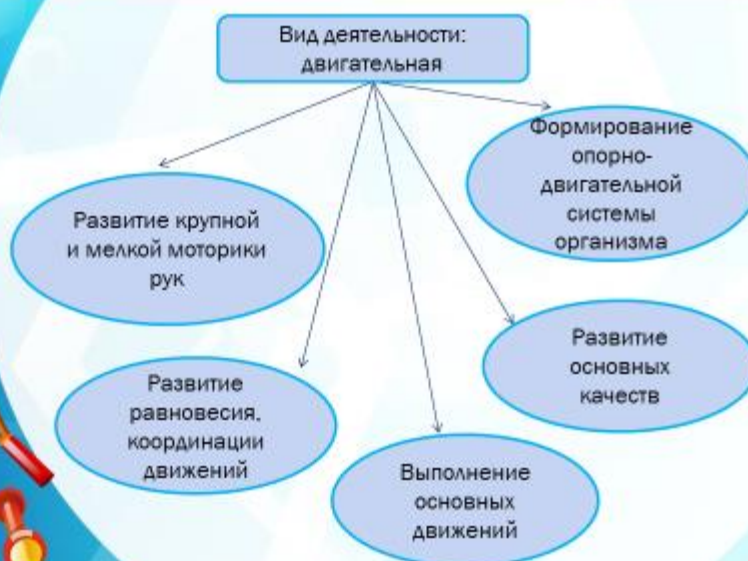 Вид деятельности:
двигательная
Формирование
опорно-
двигательной
системы
организма
Развитие крупной
и мелкой моторики
рук
Развитие
основных
качеств
Развитие
равновесия,
координации
движений
Выполнение
основных
движений